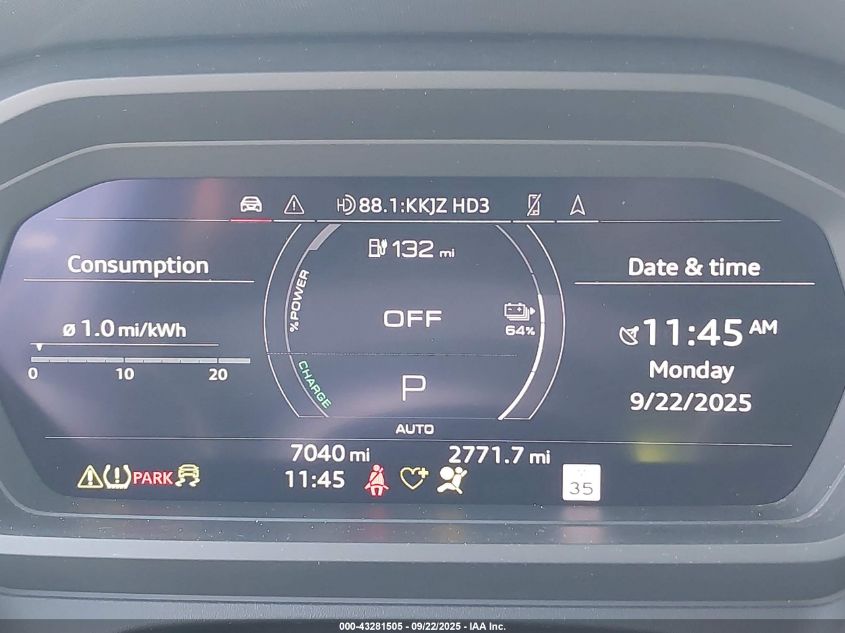 HD 88.1:KKJZ HD3
Consumption
ø 1.0 mi/kWh
0 10 20
132 mi
%POWER
OFF
64%
CHARGE
P
AUTO
Date & time
11:45 AM
Monday
9/22/2025
7040 mi
2771.7 mi
PARK
11:45
35
000-43281505 - 09/22/2025 - IAA Inc.